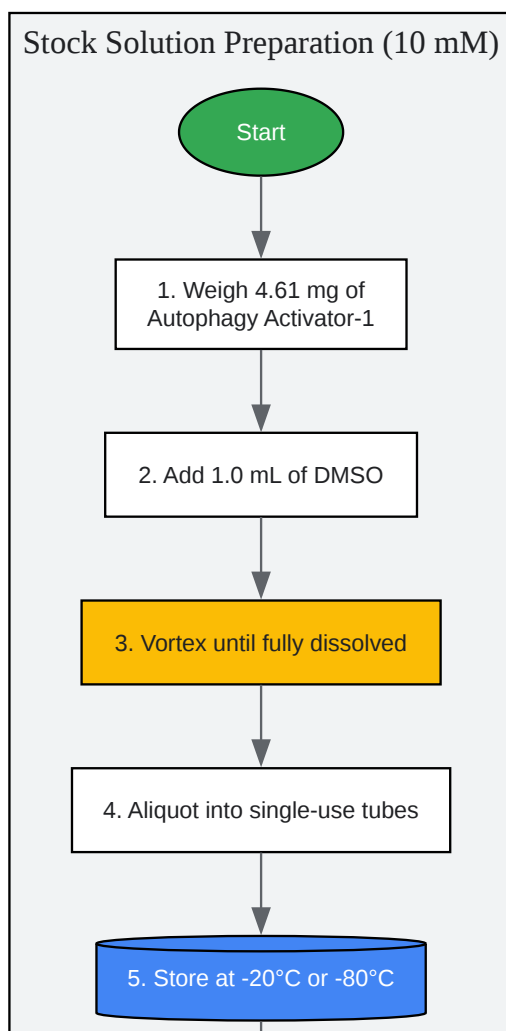 Stock Solution Preparation (10 mM)
Start
1. Weigh 4.61 mg of
Autophagy Activator-1
2. Add 1.0 mL of DMSO
3. Vortex until fully dissolved
4. Aliquot into single-use tubes
5. Store at -20°C or -80°C